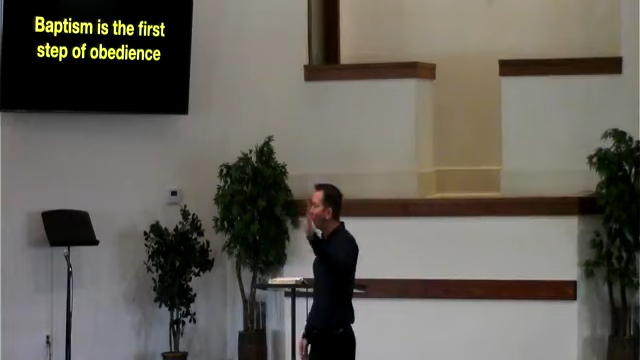 Baptism is the first
step of obedience